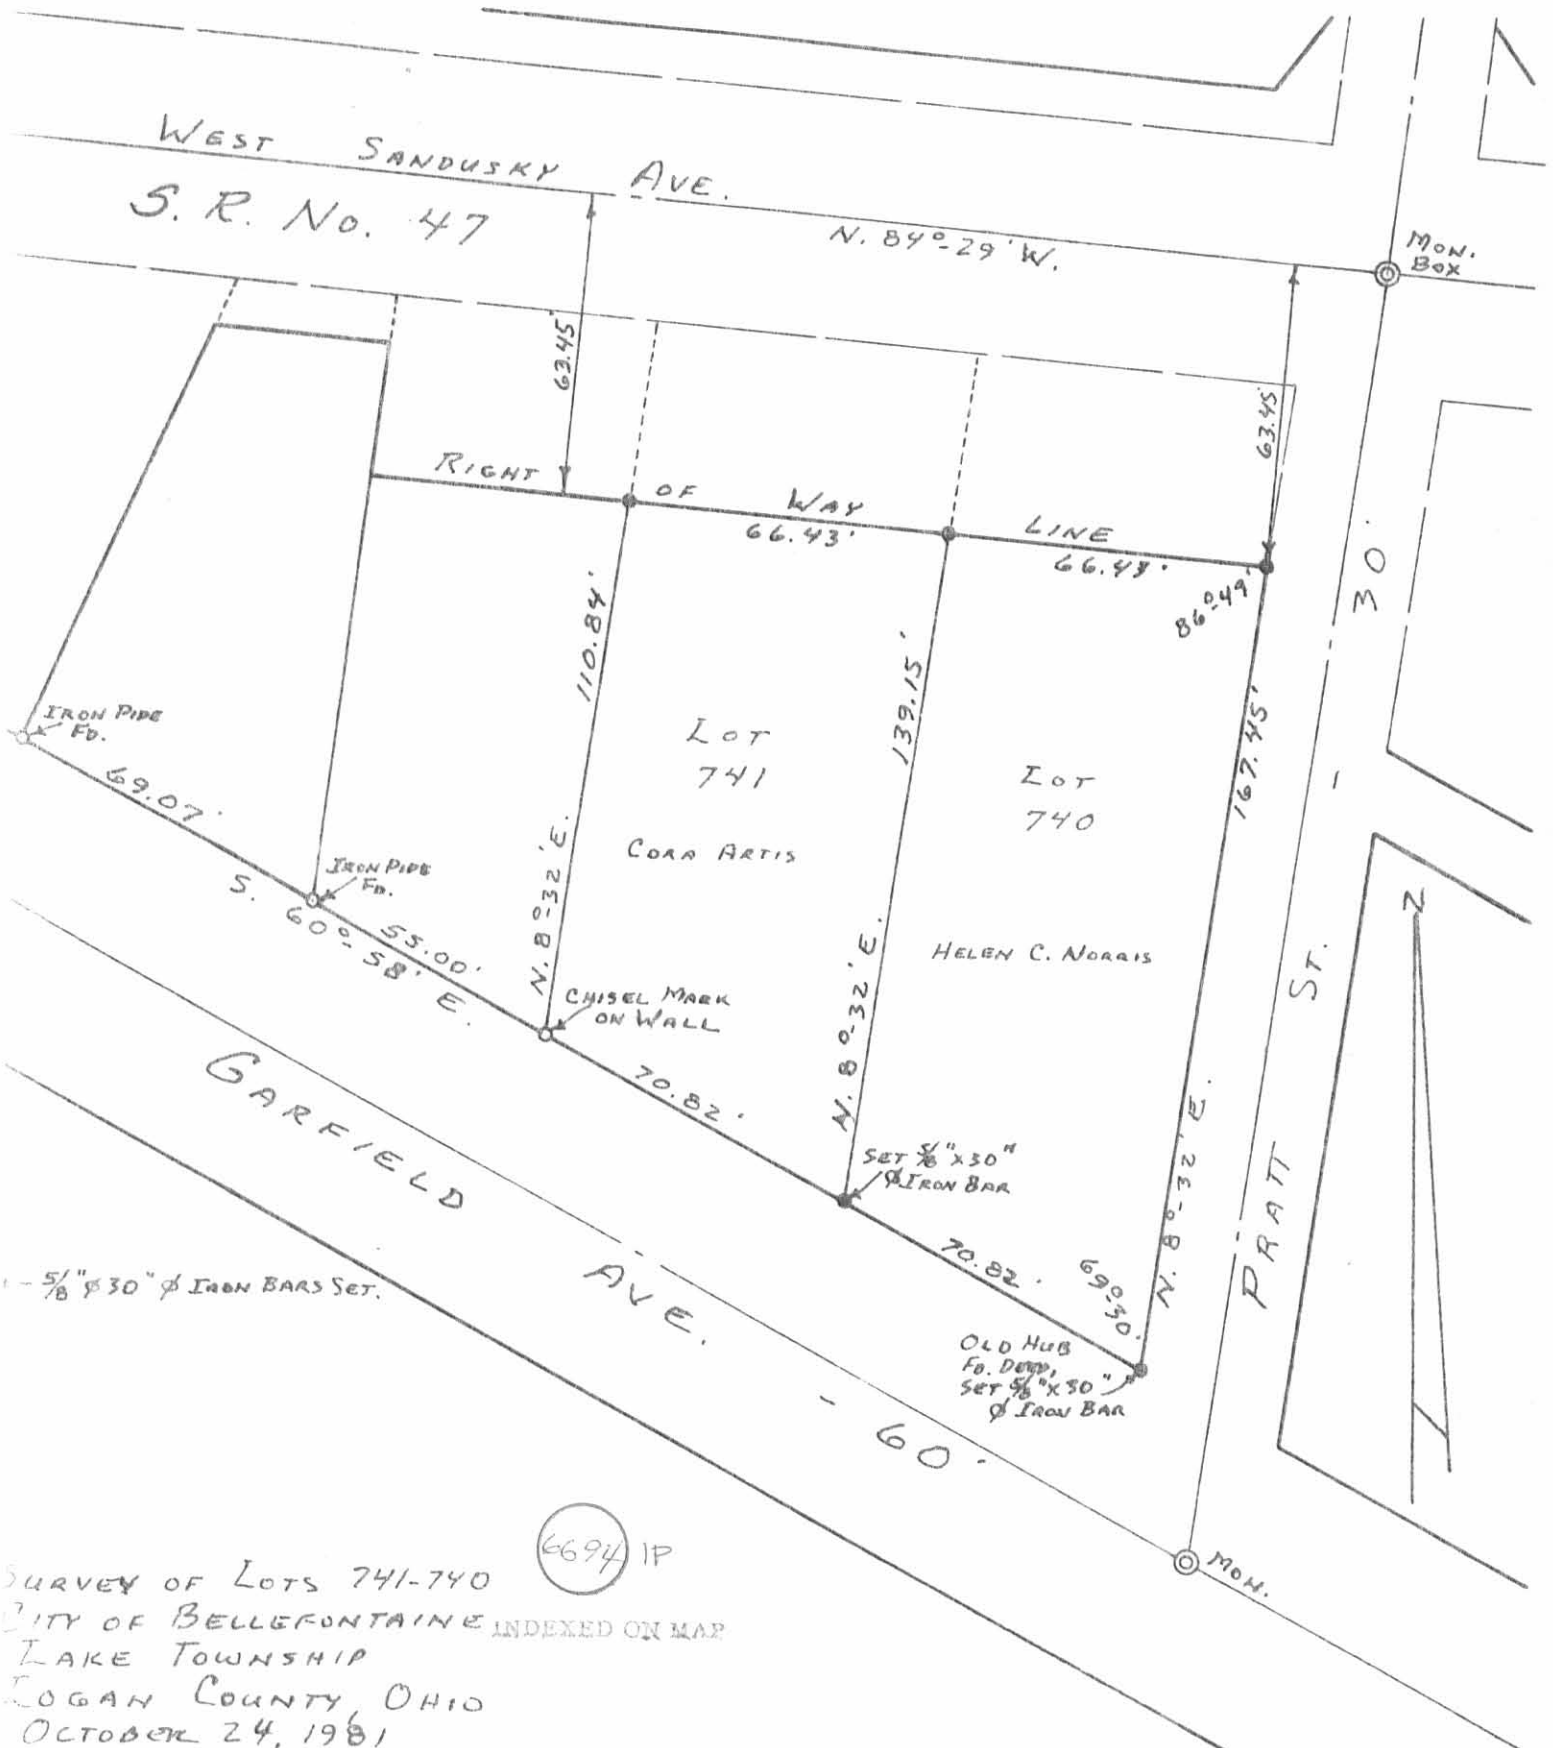 WEST SANDUSKY AVE.
S. R. No. 47
N. 84°-29' W.
MON.
BOX
63.45'
63.45'
RIGHT OF WAY LINE
66.43'
86°-49'
30'
110.84'
139.15'
167.45'
IRON PIPE
FD.
69.07'
LOT
741
LOT
740
CORA ARTIS
HELEN C. NORRIS
IRON PIPE
FD.
S. 60°-58' E.
55.00'
N. 8°-32' E.
N. 8°-32' E.
N. 8°-32' E.
CHISEL MARK
ON WALL
70.82'
N
PRATT ST. -
GARFIELD AVE. - 60'
SET 5/8" X 30"
Ø IRON BAR
70.82'
69°-30'
- 5/8" Ø 30" Ø IRON BARS SET.
OLD HUB
FD. DEED,
SET 5/8" X 30"
Ø IRON BAR
MON.
6694 1P
SURVEY OF LOTS 741-740
CITY OF BELLEFONTAINE
INDEXED ON MAP
LAKE TOWNSHIP
LOGAN COUNTY, OHIO
OCTOBER 24, 1981